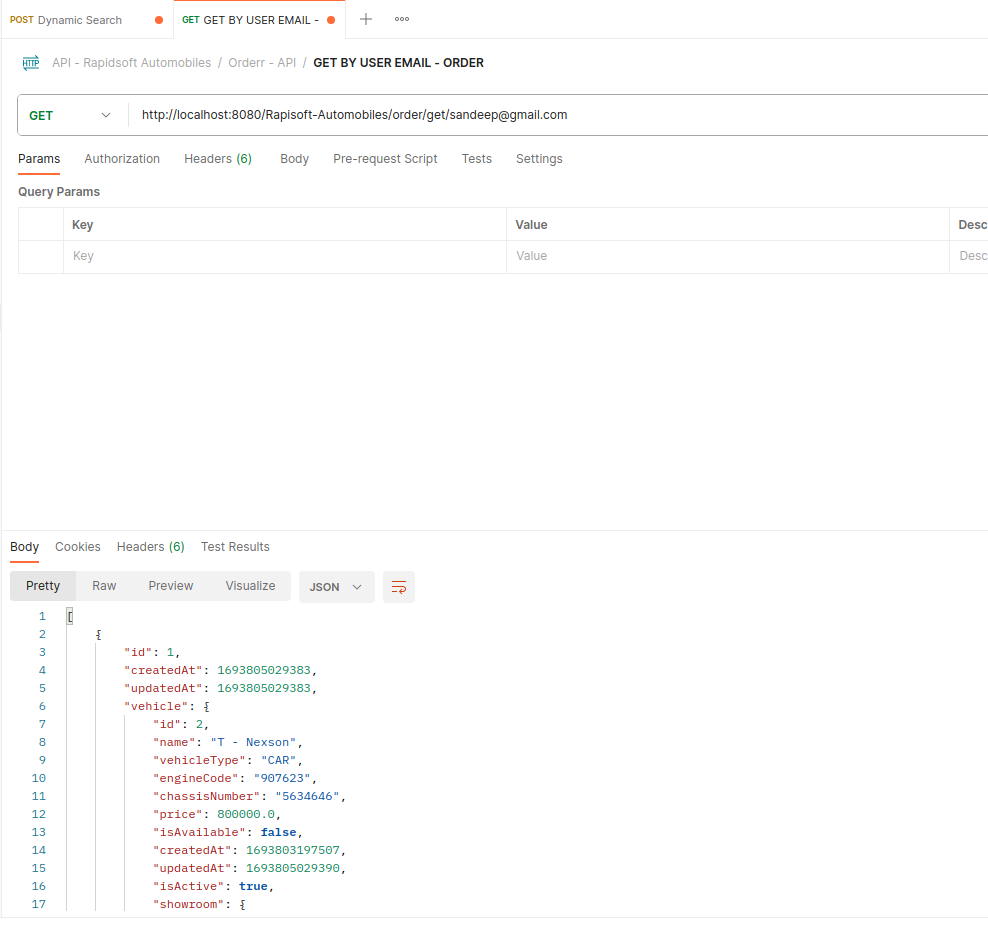 POST Dynamic Search
GET GET BY USER EMAIL -
HTTP API - Rapidsoft Automobiles / Orderr - API / GET BY USER EMAIL - ORDER
GET http://localhost:8080/Rapisoft-Automobiles/order/get/sandeep@gmail.com
Params Authorization Headers (6) Body Pre-request Script Tests Settings
Query Params
Key Value Desc
Key Value Desc
Body Cookies Headers (6) Test Results
Pretty Raw Preview Visualize JSON
1 [
2 {
3 "id": 1,
4 "createdAt": 1693805029383,
5 "updatedAt": 1693805029383,
6 "vehicle": {
7 "id": 2,
8 "name": "T - Nexson",
9 "vehicleType": "CAR",
10 "engineCode": "907623",
11 "chassisNumber": "5634646",
12 "price": 800000.0,
13 "isAvailable": false,
14 "createdAt": 1693803197507,
15 "updatedAt": 1693805029390,
16 "isActive": true,
17 "showroom": {